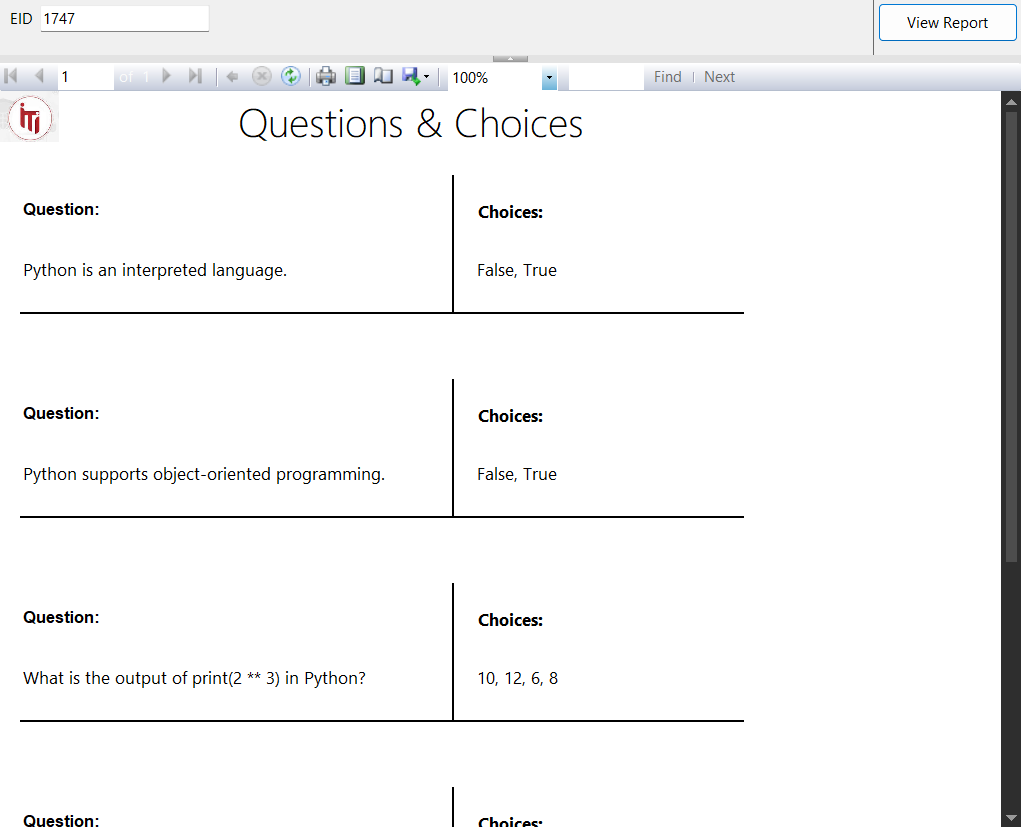 EID 1747 View Report
1 of 1 100% Find Next
iTi Questions & Choices
Question: Choices:
Python is an interpreted language. False, True
Question: Choices:
Python supports object-oriented programming. False, True
Question: Choices:
What is the output of print(2 ** 3) in Python? 10, 12, 6, 8
Question: Choices: